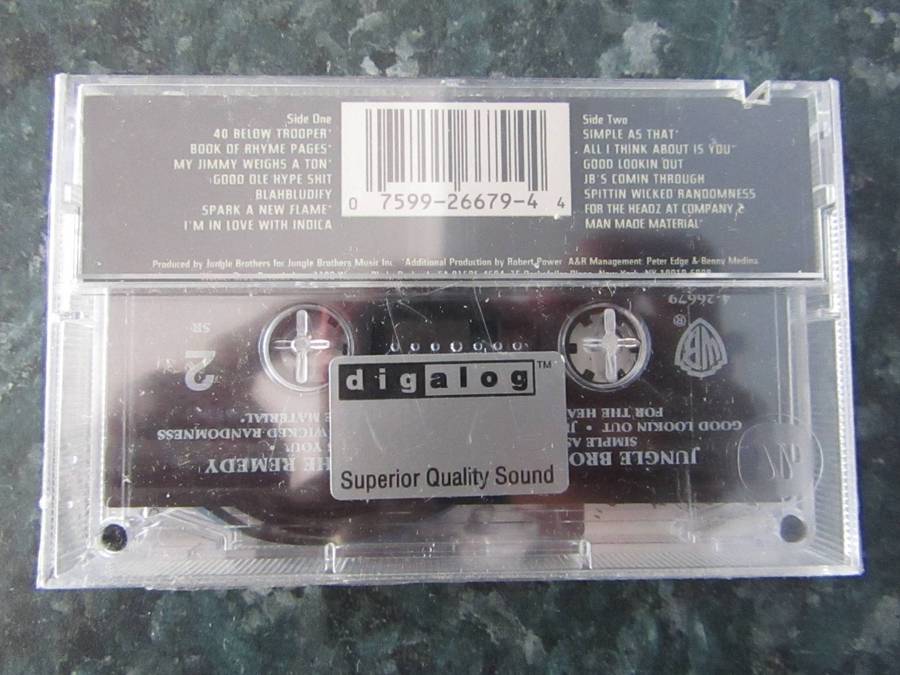 Side One
40 BELOW TROOPER*
BOOK OF RHYME PAGES*
MY JIMMY WEIGHS A TON*
GOOD OLE HYPE SHIT
BLAHBLUDIFY
SPARK A NEW FLAME*
I'M IN LOVE WITH INDICA
0 7599-26679-4 4
Side Two
SIMPLE AS THAT*
ALL I THINK ABOUT IS YOU*
GOOD LOOKIN OUT
JB'S COMIN THROUGH
SPITTIN WICKED RANDOMNESS
FOR THE HEADZ AT COMPANY Z
MAN MADE MATERIAL*
Produced by Jungle Brothers for Jungle Brothers Music Inc. *Additional Production by Robert Power A&R Management: Peter Edge & Benny Medina
4-26679
®
WB
SR
2
digalog™
Superior Quality Sound
FOR THE HEA
GOOD LOOKIN OUT • J
SIMPLE AS
JUNGLE BRO
E MATERIAL*
WICKED RANDOMNESS
YOU*
HE REMEDY